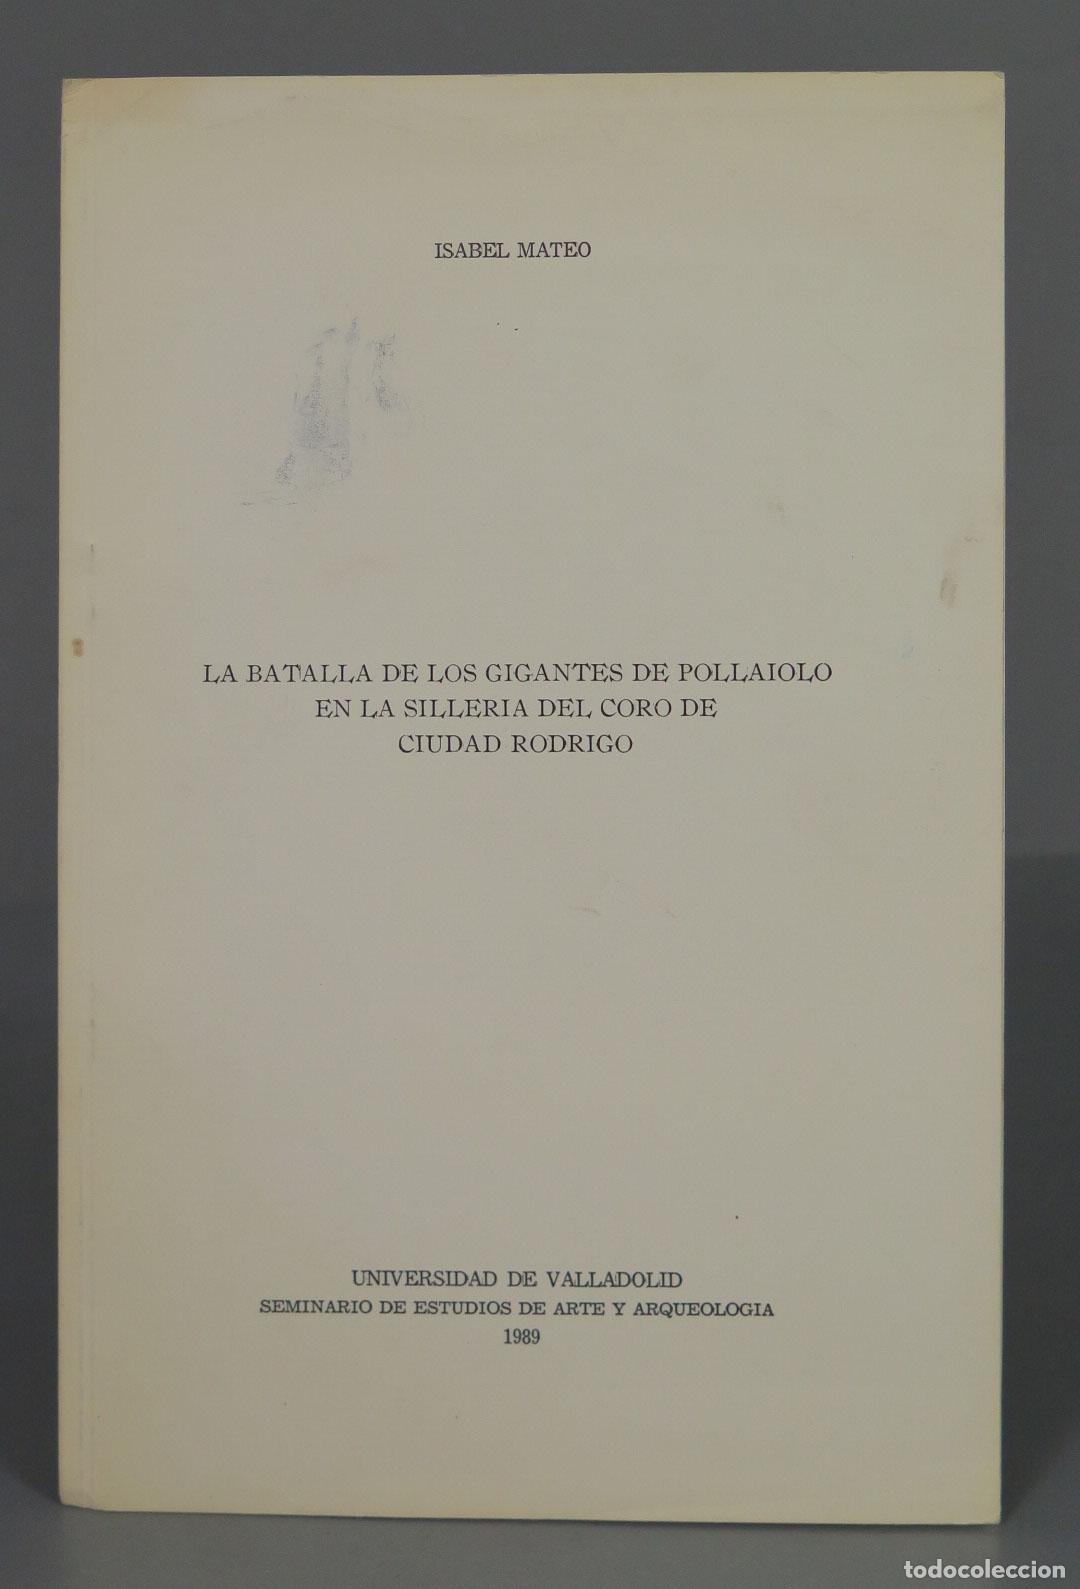 ISABEL MATEO
LA BATALLA DE LOS GIGANTES DE POLLAIOLO
EN LA SILLERIA DEL CORO DE
CIUDAD RODRIGO
UNIVERSIDAD DE VALLADOLID
SEMINARIO DE ESTUDIOS DE ARTE Y ARQUEOLOGIA
1989
todocoleccion